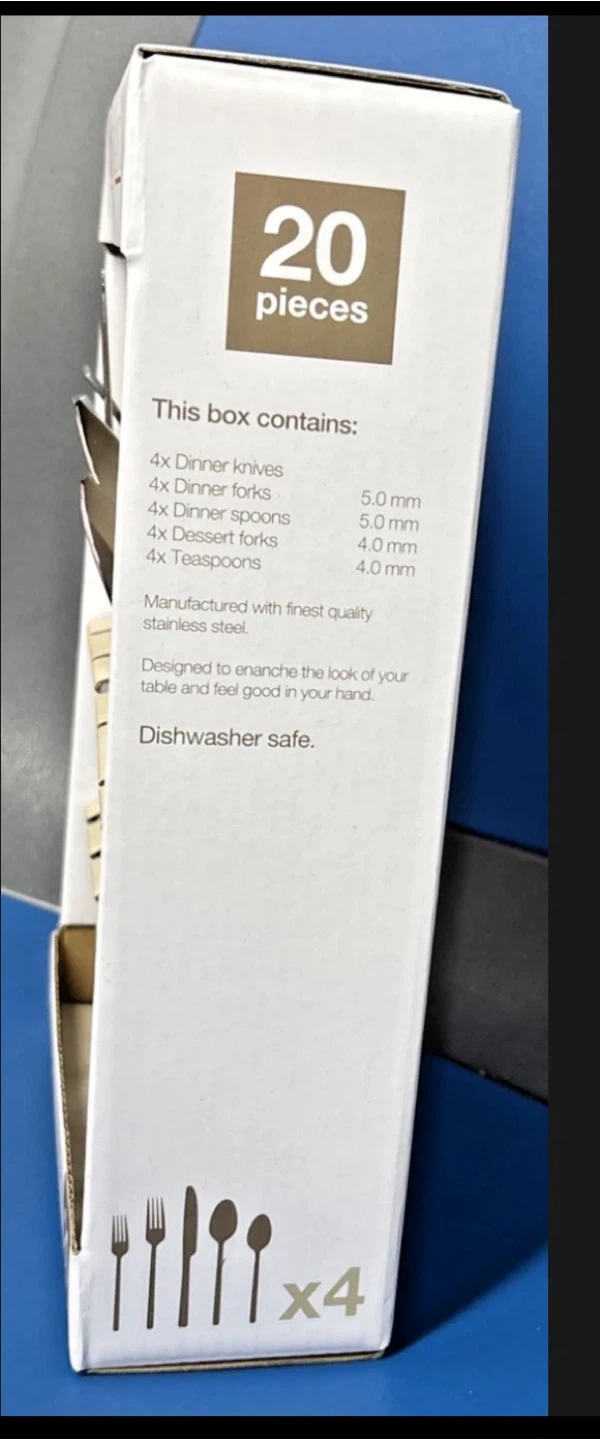 20
pieces
This box contains:
4x Dinner knives
4x Dinner forks 5.0 mm
4x Dinner spoons 5.0 mm
4x Dessert forks 4.0 mm
4x Teaspoons 4.0 mm
Manufactured with finest quality
stainless steel.
Designed to enanche the look of your
table and feel good in your hand.
Dishwasher safe.
x4